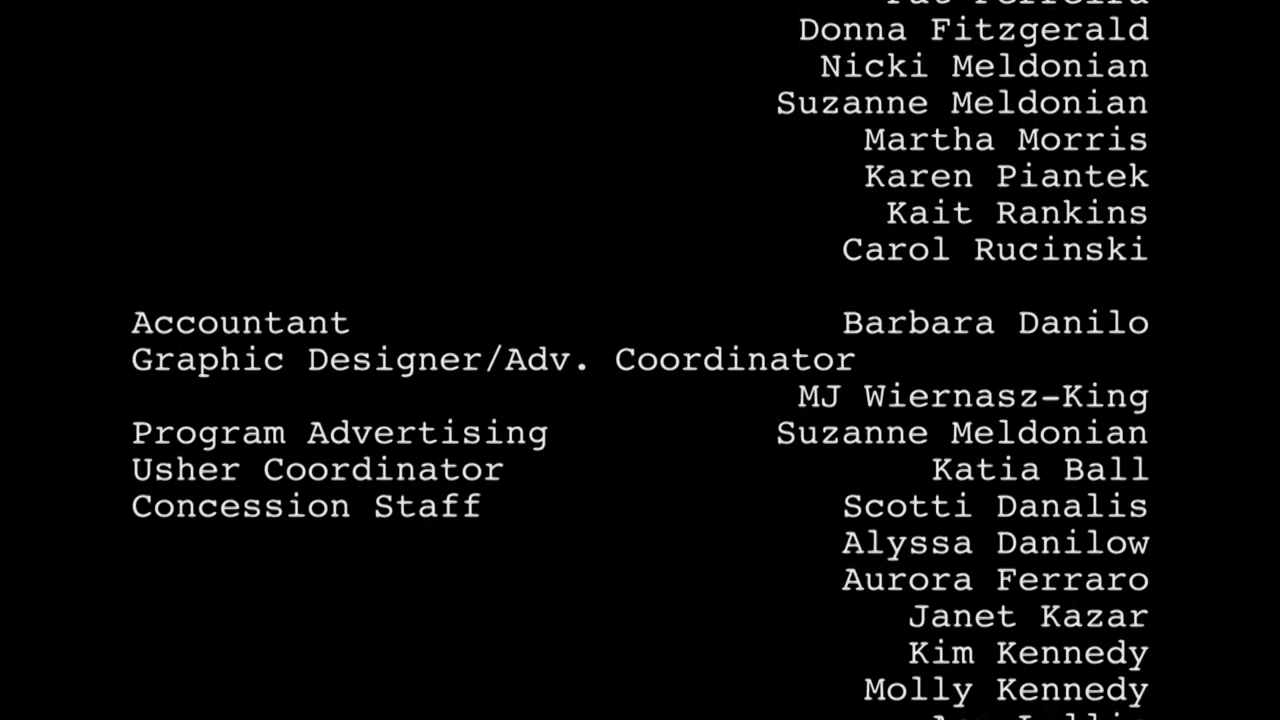 Donna Fitzgerald
Nicki Meldonian
Suzanne Meldonian
Martha Morris
Karen Piantek
Kait Rankins
Carol Rucinski
Accountant Barbara Danilo
Graphic Designer/Adv. Coordinator
MJ Wiernasz-King
Program Advertising Suzanne Meldonian
Usher Coordinator Katia Ball
Concession Staff Scotti Danalis
Alyssa Danilow
Aurora Ferraro
Janet Kazar
Kim Kennedy
Molly Kennedy